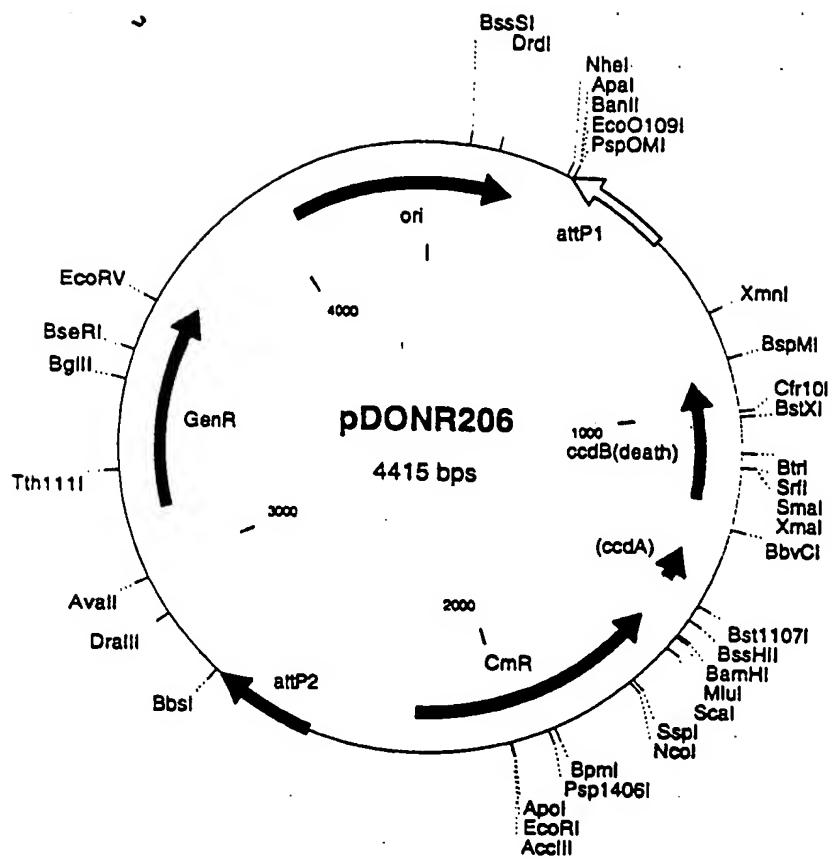 BssSI
DrdI
NheI
ApaI
BanII
EcoO109I
PspOMI
attP1
ori
4000
EcoRV
BseRI
BglII
GenR
Tth111I
XmnI
BspMI
Cfr10I
BstXI
pDONR206
4415 bps
1000
ccdB(death)
BtrI
SrfI
SmaI
XmaI
BbvCI
(ccdA)
3000
2000
CmR
AvaII
DraIII
BbsI
attP2
Bst1107I
BssHII
BamHI
MluI
ScaI
SspI
NcoI
BpmI
Psp1406I
ApoI
EcoRI
AccIII